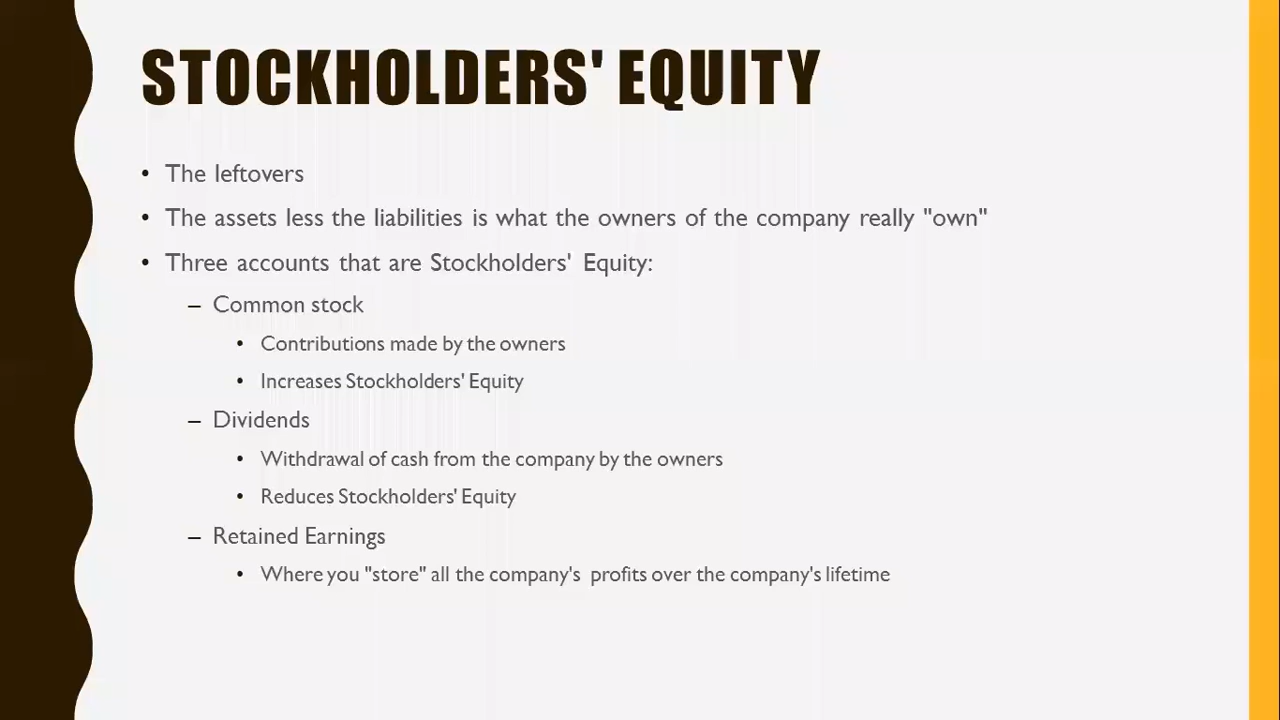 STOCKHOLDERS' EQUITY
• The leftovers
• The assets less the liabilities is what the owners of the company really "own"
• Three accounts that are Stockholders' Equity:
– Common stock
• Contributions made by the owners
• Increases Stockholders' Equity
– Dividends
• Withdrawal of cash from the company by the owners
• Reduces Stockholders' Equity
– Retained Earnings
• Where you "store" all the company's profits over the company's lifetime